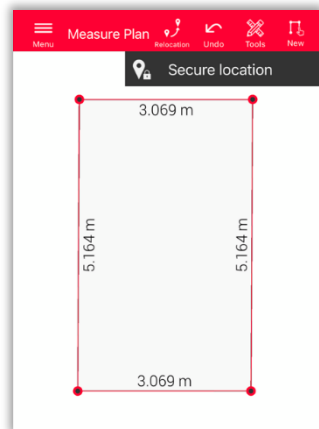 Menu
Measure Plan
Relocation
Undo
Tools
New
Secure location
3.069 m
5.164 m
5.164 m
3.069 m